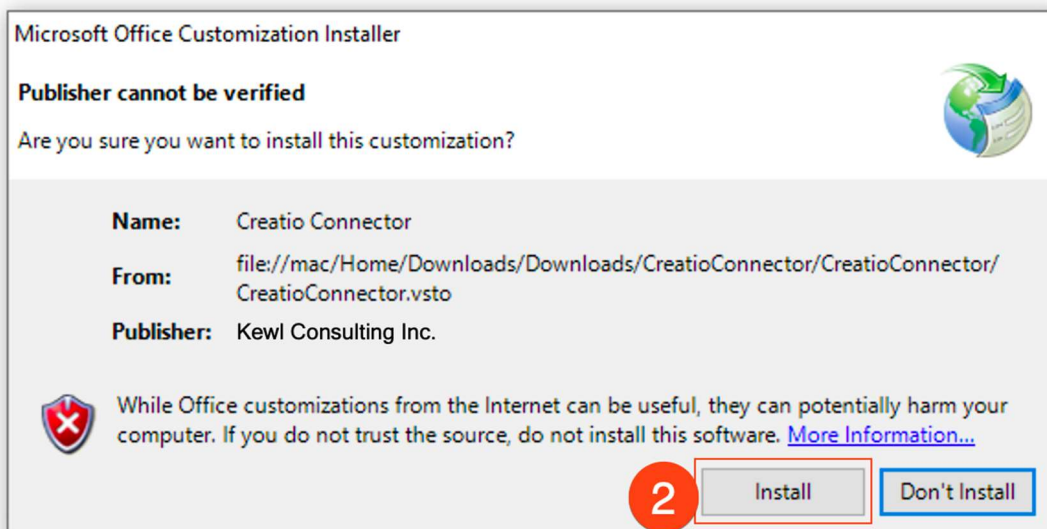 Microsoft Office Customization Installer
Publisher cannot be verified
Are you sure you want to install this customization?
Name: Creatio Connector
From: file://mac/Home/Downloads/Downloads/CreatioConnector/CreatioConnector/
CreatioConnector.vsto
Publisher: Kewl Consulting Inc.
While Office customizations from the Internet can be useful, they can potentially harm your
computer. If you do not trust the source, do not install this software. More Information...
2 Install Don't Install